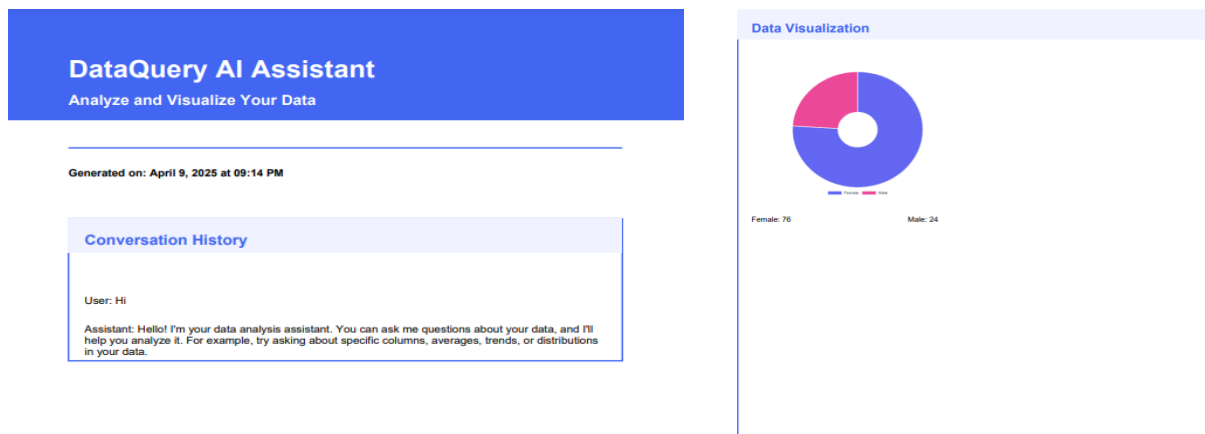 DataQuery AI Assistant
Analyze and Visualize Your Data
Generated on: April 9, 2025 at 09:14 PM
Conversation History
User: Hi
Assistant: Hello! I'm your data analysis assistant. You can ask me questions about your data, and I'll
help you analyze it. For example, try asking about specific columns, averages, trends, or distributions
in your data.
Data Visualization
Female Male
Female: 76 Male: 24